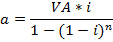 a = VA * i / 1 − (1 − i)ⁿ